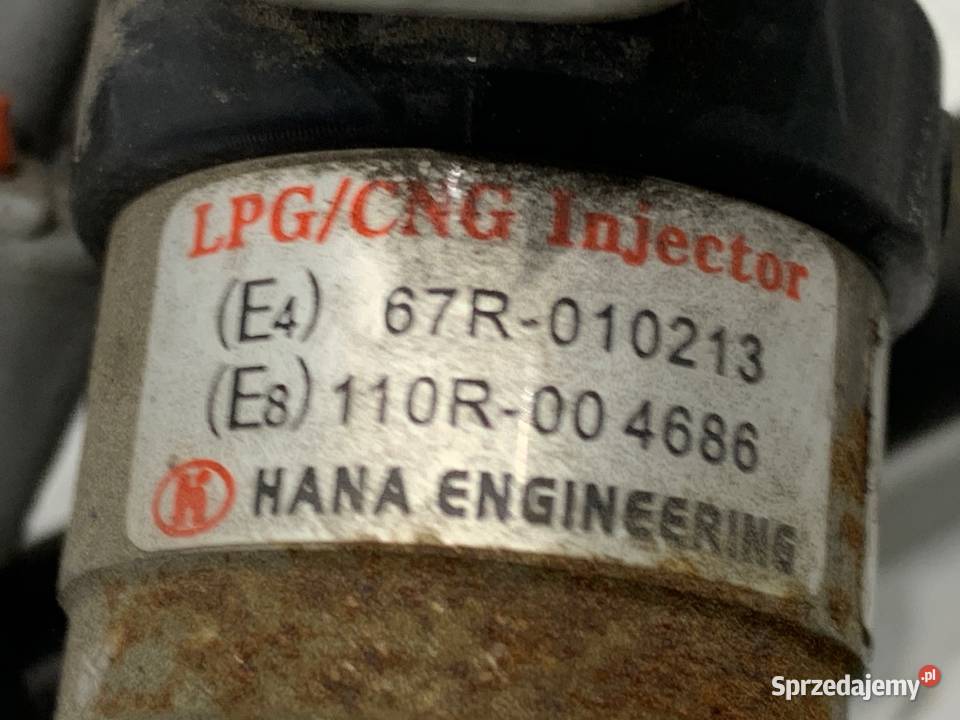 LPG/CNG Injector
(E4) 67R-010213
(E8) 110R-00 4686
HANA ENGINEERING
Sprzedajemy.pl